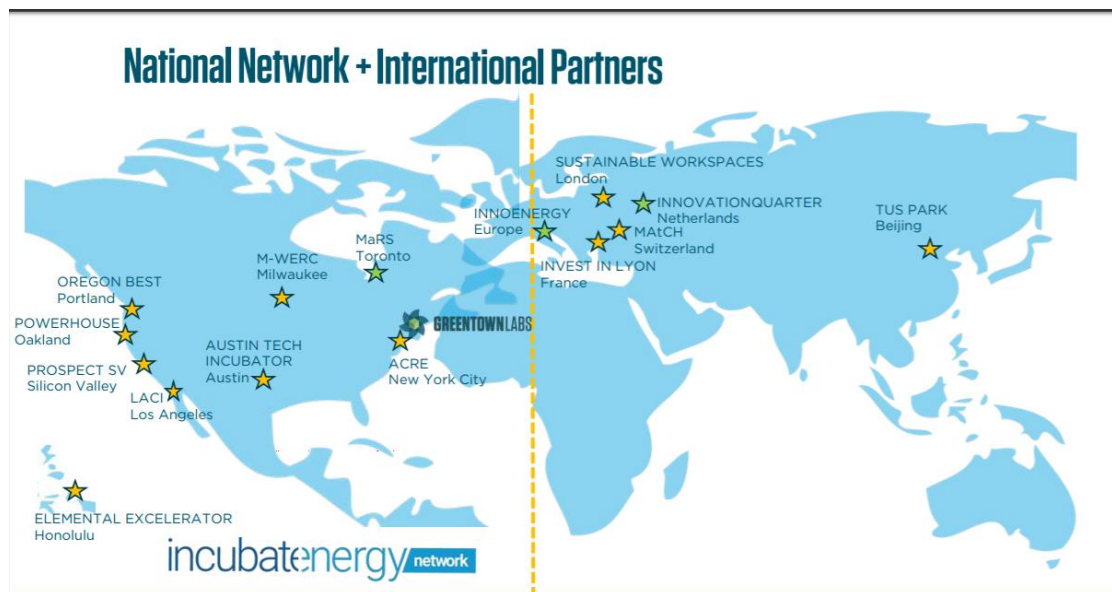 National Network + International Partners
SUSTAINABLE WORKSPACES
London
INNOVATIONQUARTER
Netherlands
INNOENERGY
Europe
TUS PARK
Beijing
MAtCH
Switzerland
MaRS
Toronto
M-WERC
Milwaukee
INVEST IN LYON
France
OREGON BEST
Portland
POWERHOUSE
Oakland
GREENTOWNLABS
AUSTIN TECH
INCUBATOR
Austin
ACRE
New York City
PROSPECT SV
Silicon Valley
LACI
Los Angeles
ELEMENTAL EXCELERATOR
Honolulu
incubatenergy network